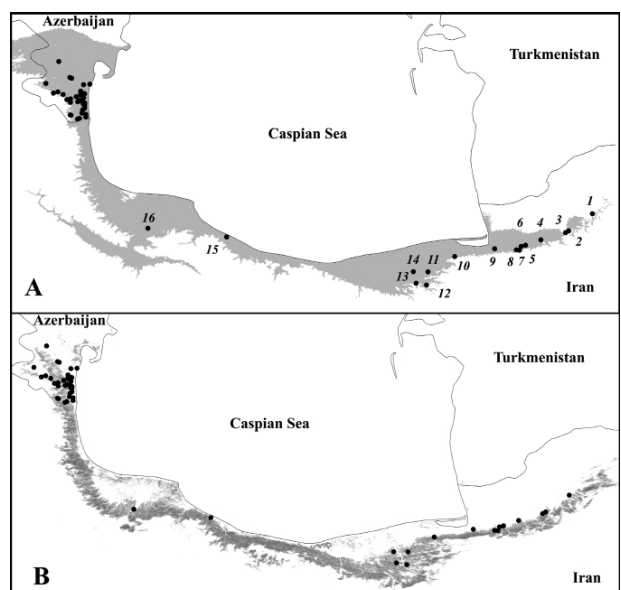 Azerbaijan
Turkmenistan
Caspian Sea
1
16
6 4 3
2
15
14 11 10 9 8 7 5
13
12
A
Iran
Azerbaijan
Turkmenistan
Caspian Sea
B
Iran